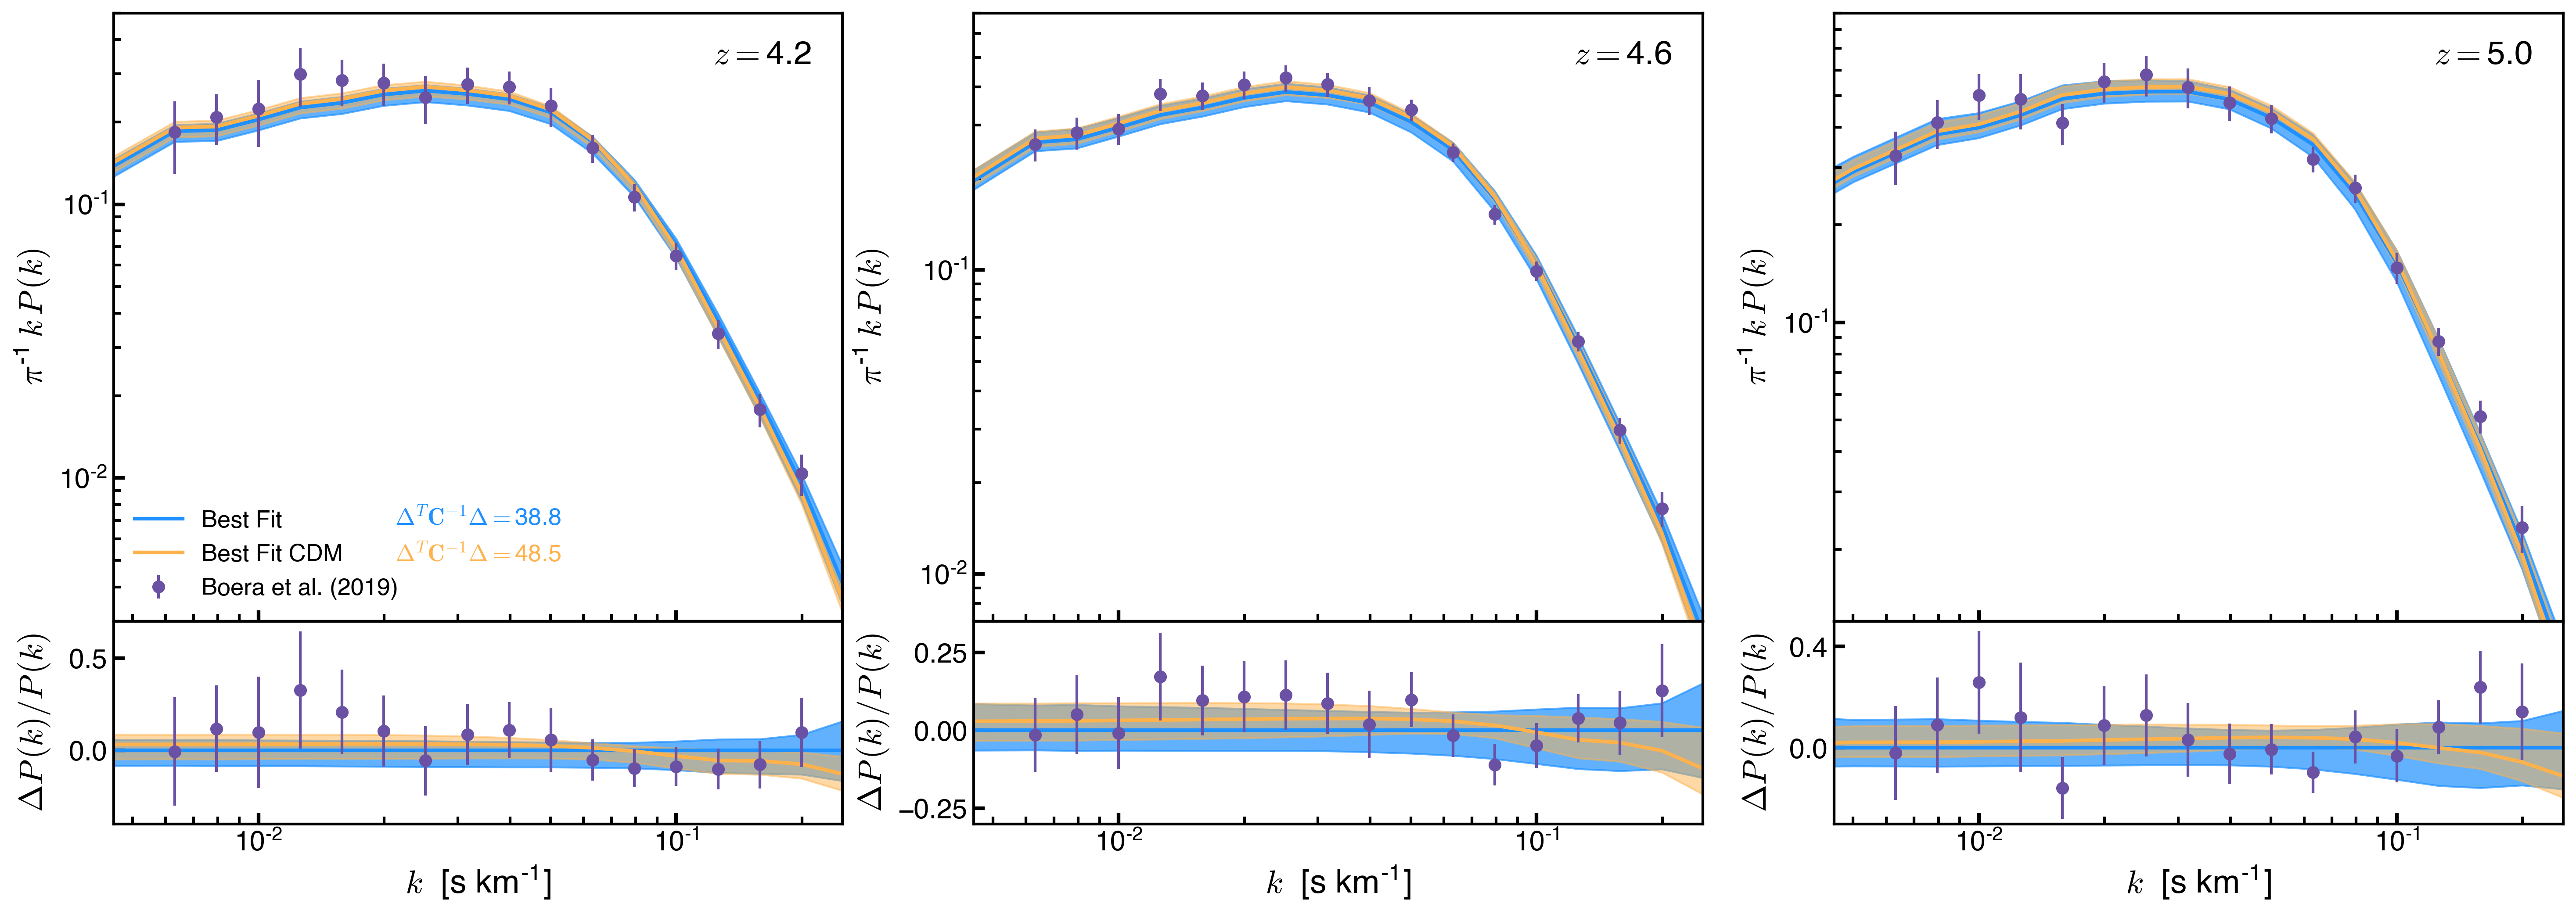 z = 4.2
π⁻¹ k P(k)
10⁻¹
10⁻²
Best Fit Δᵀ C⁻¹ Δ = 38.8
Best Fit CDM Δᵀ C⁻¹ Δ = 48.5
Boera et al. (2019)
ΔP(k)/P(k)
0.5
0.0
10⁻² 10⁻¹
k [s km⁻¹]
z = 4.6
π⁻¹ k P(k)
10⁻¹
10⁻²
ΔP(k)/P(k)
0.25
0.00
−0.25
10⁻² 10⁻¹
k [s km⁻¹]
z = 5.0
π⁻¹ k P(k)
10⁻¹
ΔP(k)/P(k)
0.4
0.0
10⁻² 10⁻¹
k [s km⁻¹]